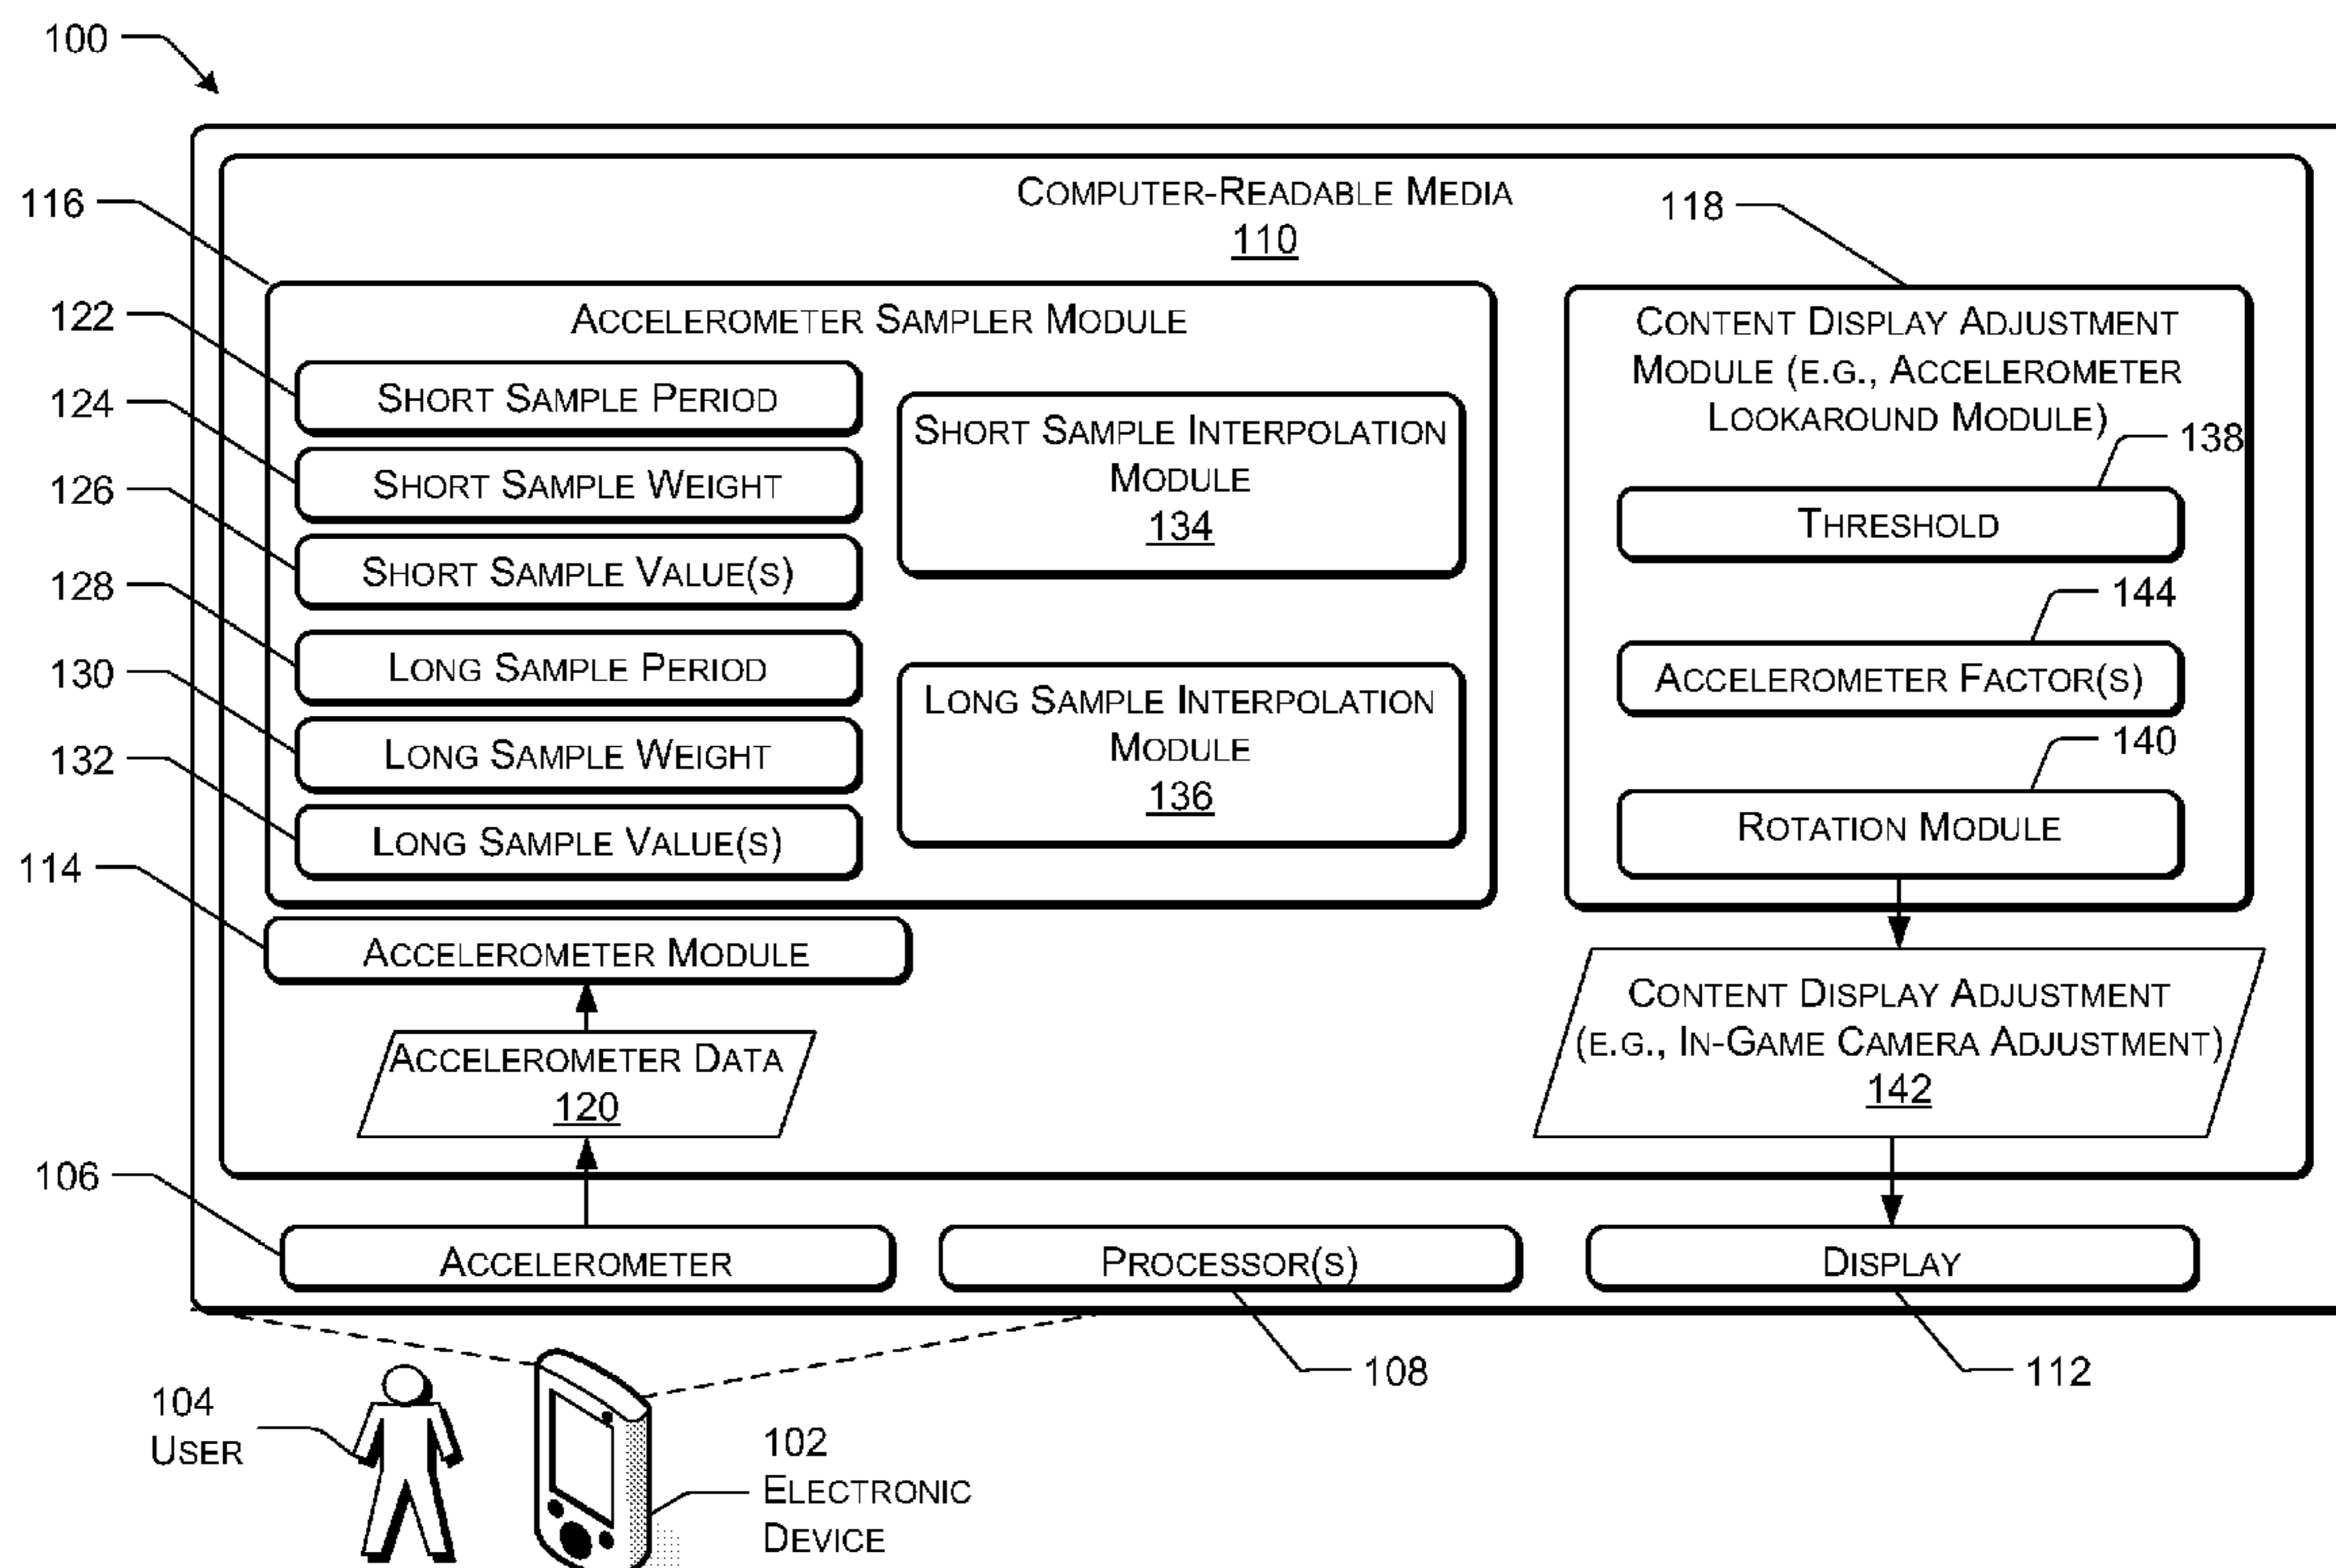 100
COMPUTER-READABLE MEDIA
110
116
118
ACCELEROMETER SAMPLER MODULE
122
SHORT SAMPLE PERIOD
124
SHORT SAMPLE WEIGHT
126
SHORT SAMPLE VALUE(S)
128
LONG SAMPLE PERIOD
130
LONG SAMPLE WEIGHT
132
LONG SAMPLE VALUE(S)
SHORT SAMPLE INTERPOLATION
MODULE
134
LONG SAMPLE INTERPOLATION
MODULE
136
CONTENT DISPLAY ADJUSTMENT
MODULE (E.G., ACCELEROMETER
LOOKAROUND MODULE)
138
THRESHOLD
144
ACCELEROMETER FACTOR(S)
140
ROTATION MODULE
114
ACCELEROMETER MODULE
ACCELEROMETER DATA
120
CONTENT DISPLAY ADJUSTMENT
(E.G., IN-GAME CAMERA ADJUSTMENT)
142
106
ACCELEROMETER
PROCESSOR(S)
DISPLAY
108
112
104
USER
102
ELECTRONIC
DEVICE